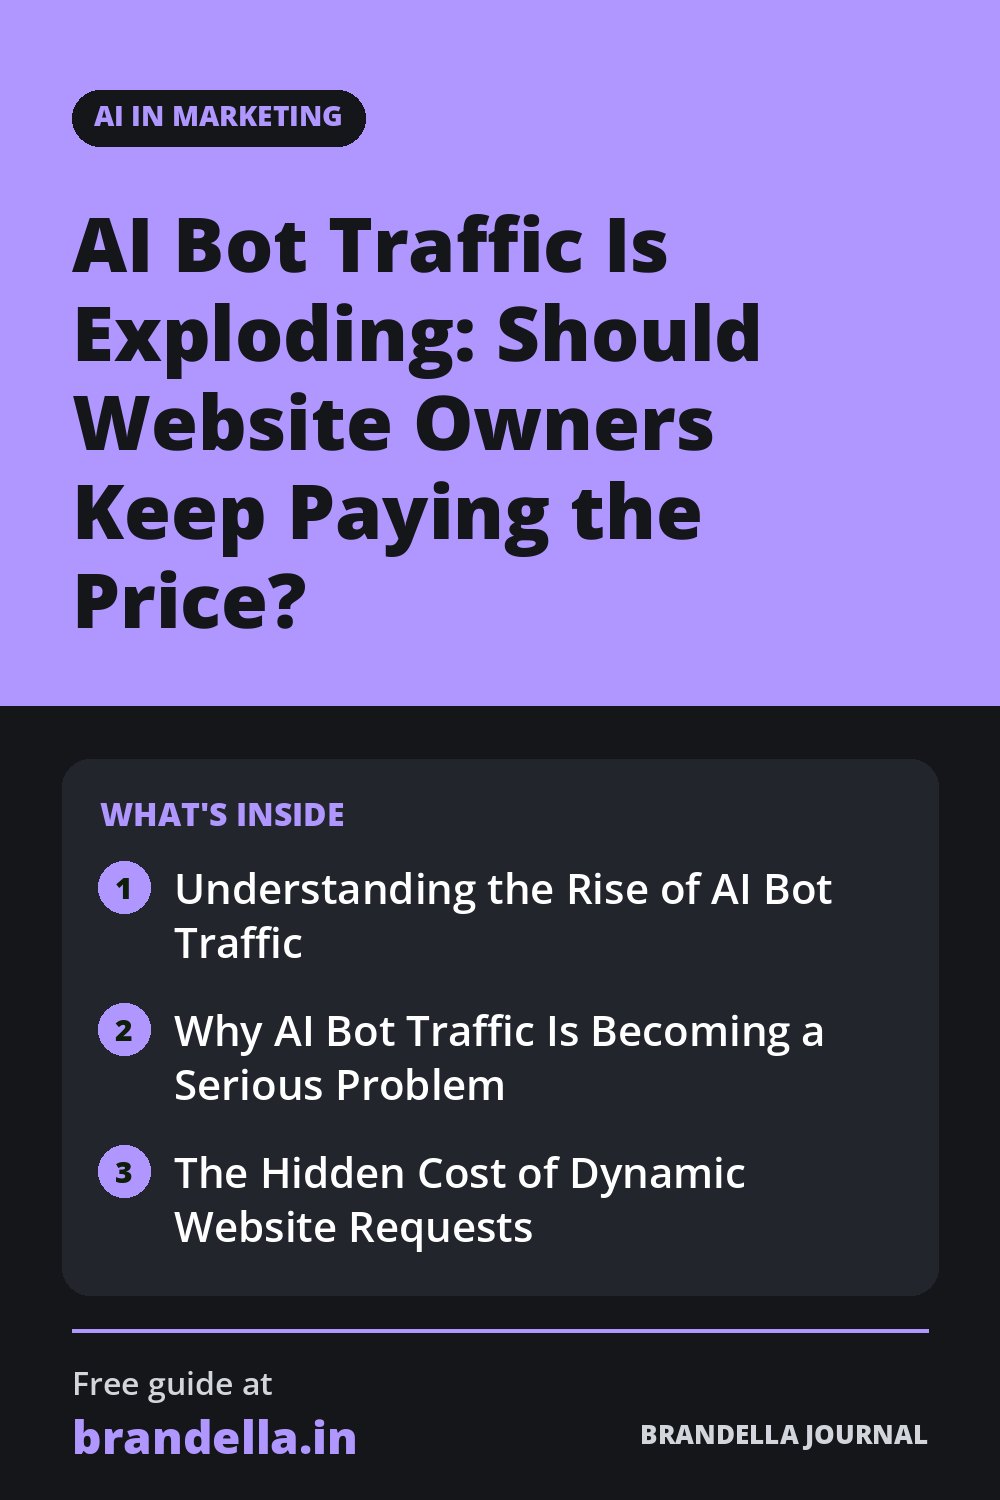 AI IN MARKETING
AI Bot Traffic Is
Exploding: Should
Website Owners
Keep Paying the
Price?
WHAT'S INSIDE
1 Understanding the Rise of AI Bot
Traffic
2 Why AI Bot Traffic Is Becoming a
Serious Problem
3 The Hidden Cost of Dynamic
Website Requests
Free guide at
brandella.in
BRANDELLA JOURNAL